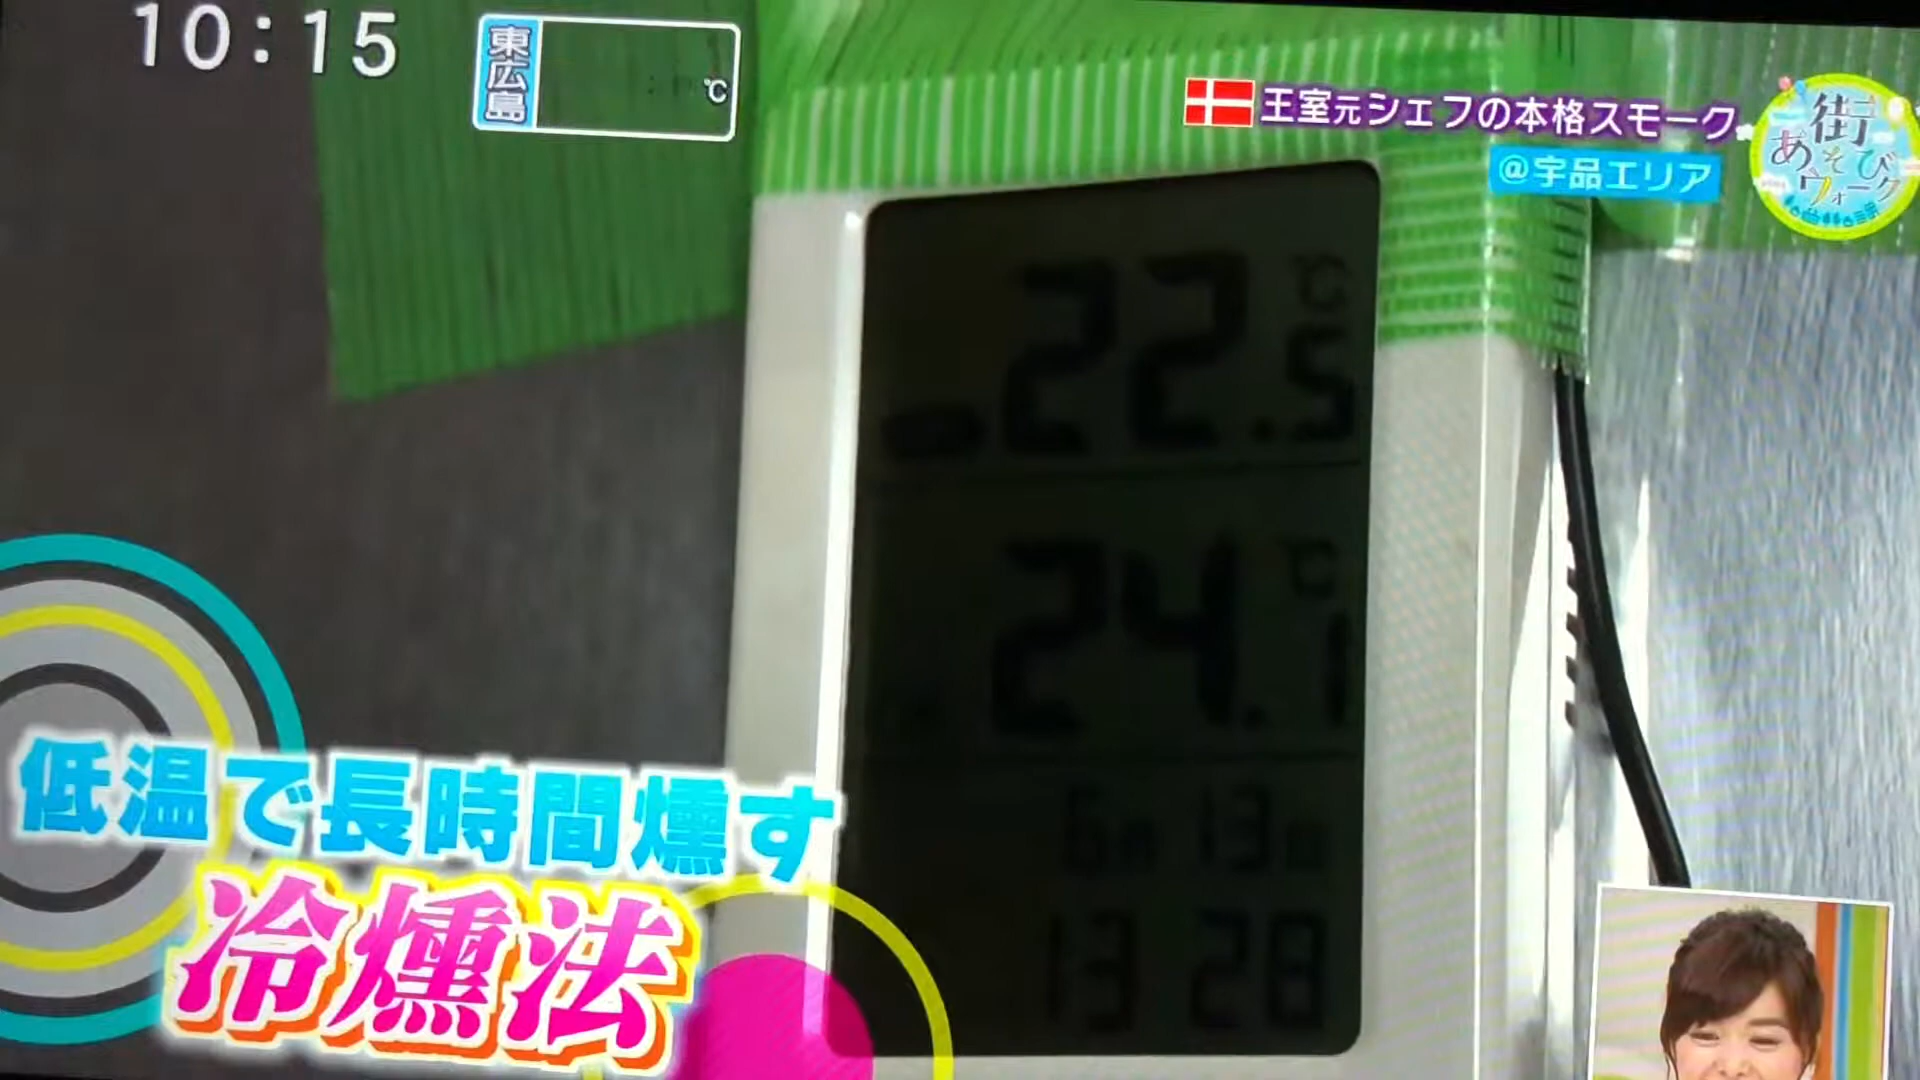 10:15
東広島
℃
王室元シェフの本格スモーク
@宇品エリア
街
あそび
ウォーク
22.5℃
24.1℃
6月13日
13 28
低温で長時間燻す
冷燻法